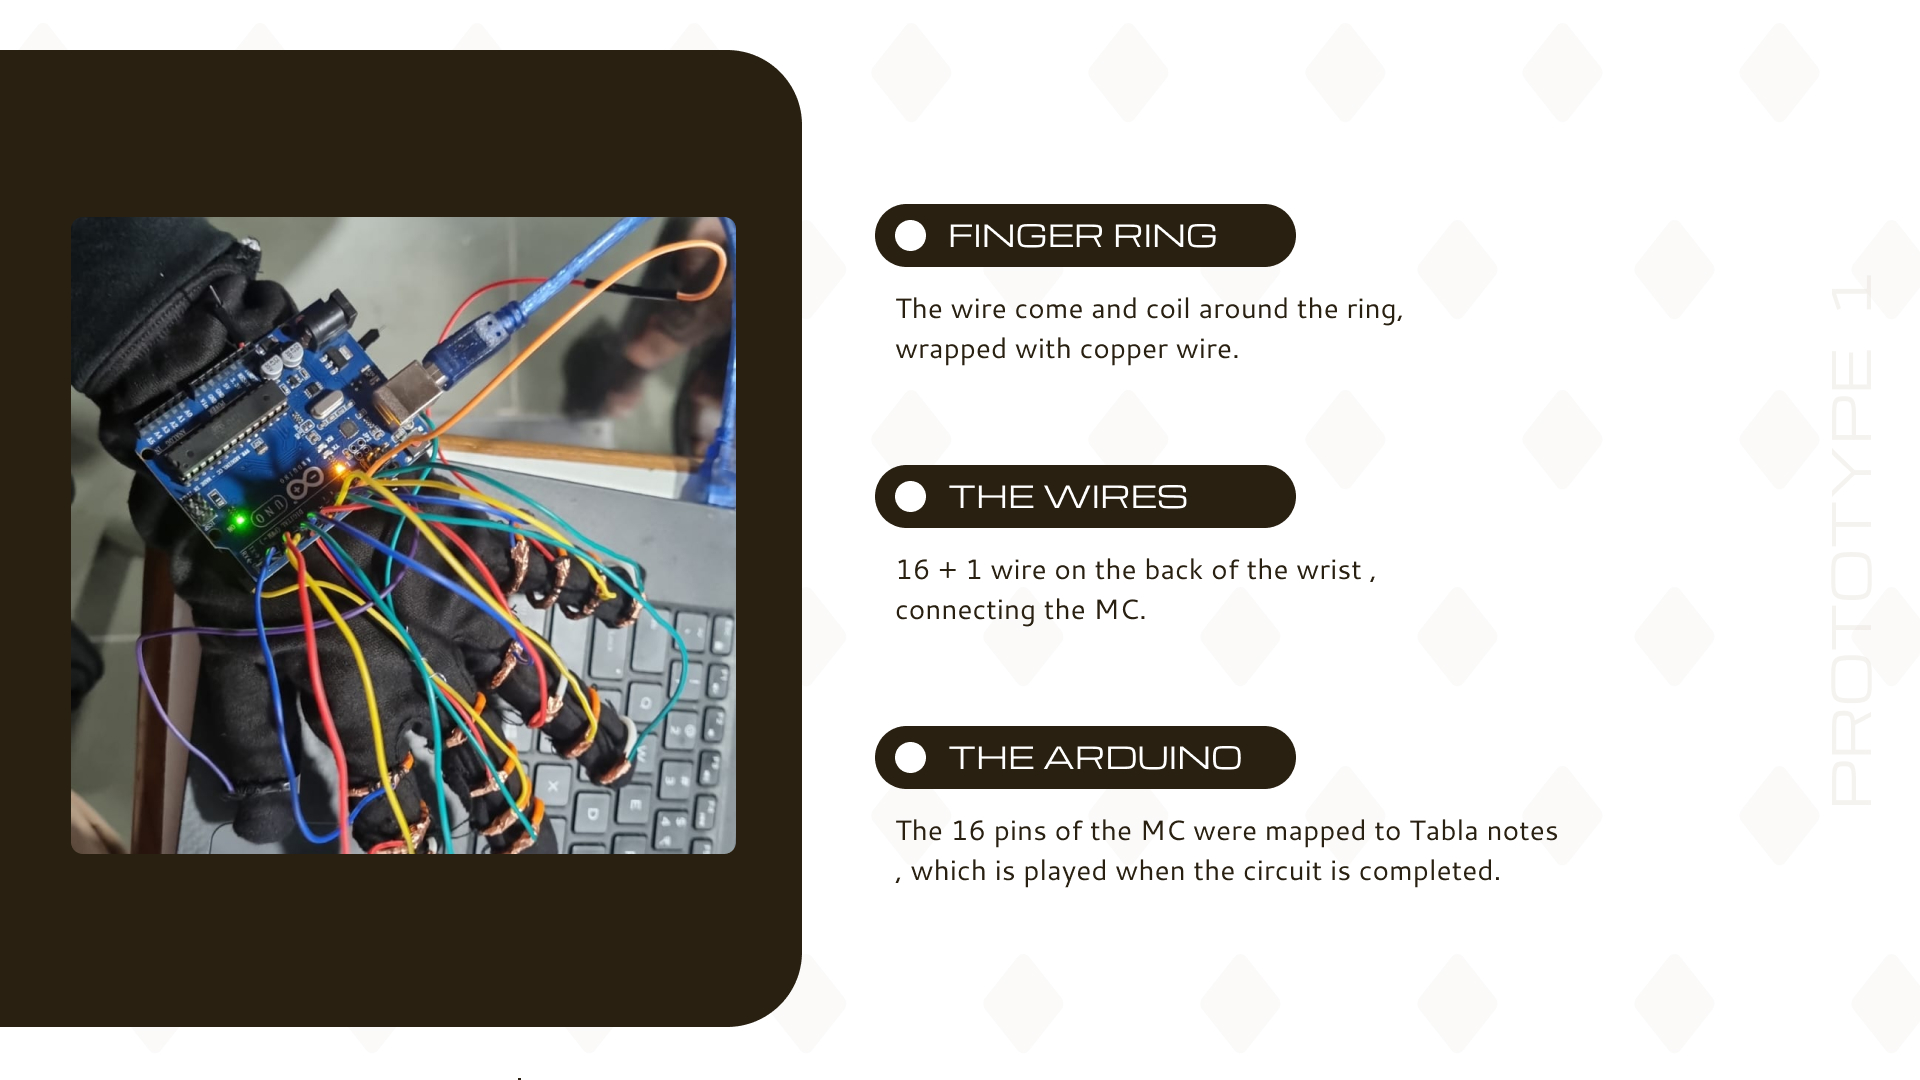 FINGER RING
The wire come and coil around the ring,
wrapped with copper wire.
THE WIRES
16 + 1 wire on the back of the wrist ,
connecting the MC.
THE ARDUINO
The 16 pins of the MC were mapped to Tabla notes
, which is played when the circuit is completed.
PROTOTYPE 1
UNO